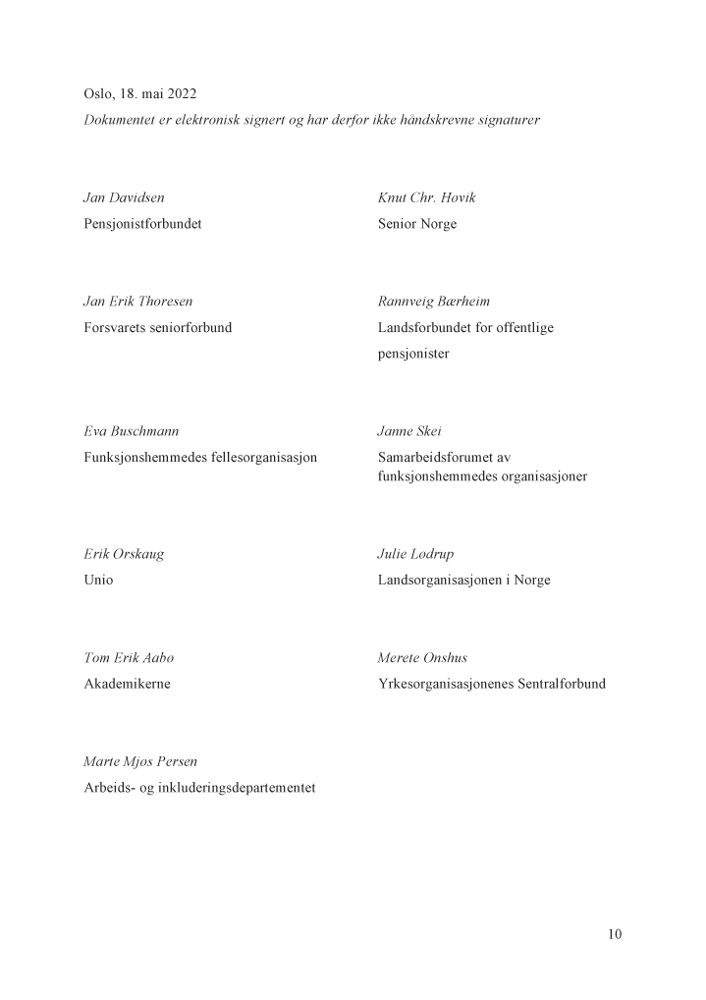 Oslo, 18. mai 2022
Dokumentet er elektronisk signert og har derfor ikke håndskrevne signaturer
Jan Davidsen
Knut Chr. Høvik
Pensjonistforbundet
Senior Norge
Jan Erik Thoresen
Rannveig Bærheim
Forsvarets seniorforbund
Landsforbundet for offentlige
pensjonister
Eva Buschmann
Janne Skei
Funksjonshemmedes fellesorganisasjon
Samarbeidsforumet av
funksjonshemmedes organisasjoner
Erik Orskaug
Julie Lodrup
Unio
Landsorganisasjonen i Norge
Tom Erik Aabø
Merete Onshus
Akademikerne
Yrkesorganisasjonenes Sentralforbund
Marte Mjøs Persen
Arbeids- og inkluderingsdepartementet
10